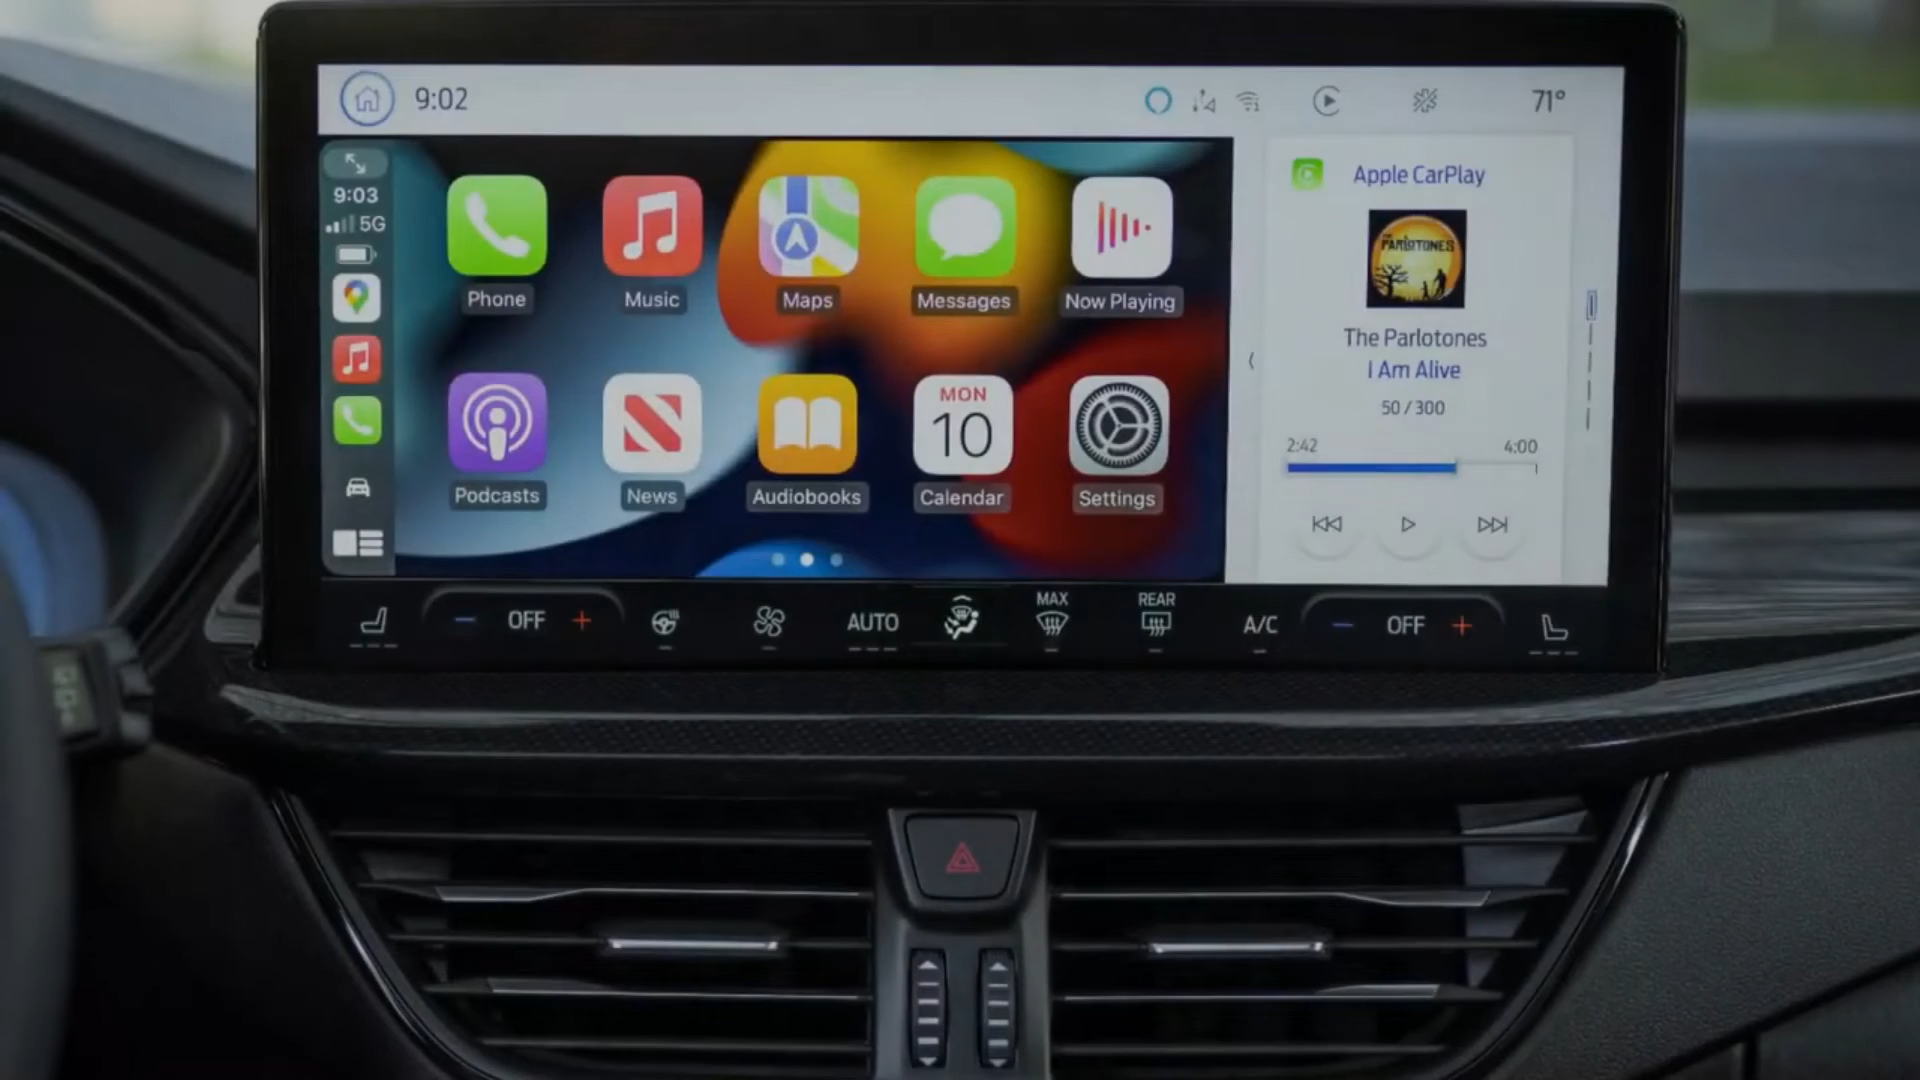 9:02
71°
9:03
5G
Phone
Music
Maps
Messages
Now Playing
Podcasts
News
Audiobooks
MON
10
Calendar
Settings
Apple CarPlay
PARLOTONES
The Parlotones
I Am Alive
50 / 300
2:42
4:00
OFF
AUTO
MAX
REAR
A/C
OFF